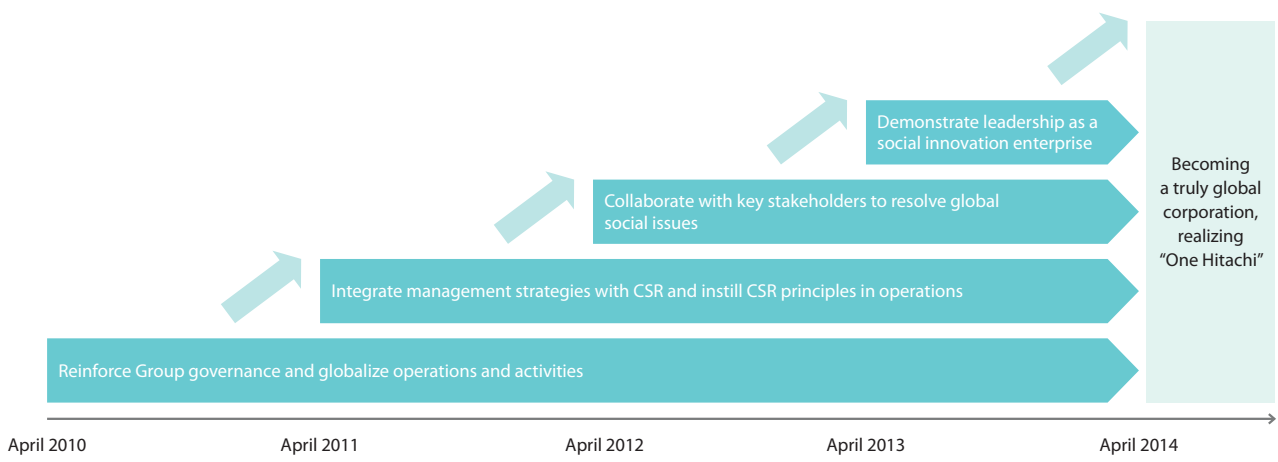 Demonstrate leadership as a
social innovation enterprise
Collaborate with key stakeholders to resolve global
social issues
Integrate management strategies with CSR and instill CSR principles in operations
Reinforce Group governance and globalize operations and activities
Becoming
a truly global
corporation,
realizing
“One Hitachi”
April 2010
April 2011
April 2012
April 2013
April 2014